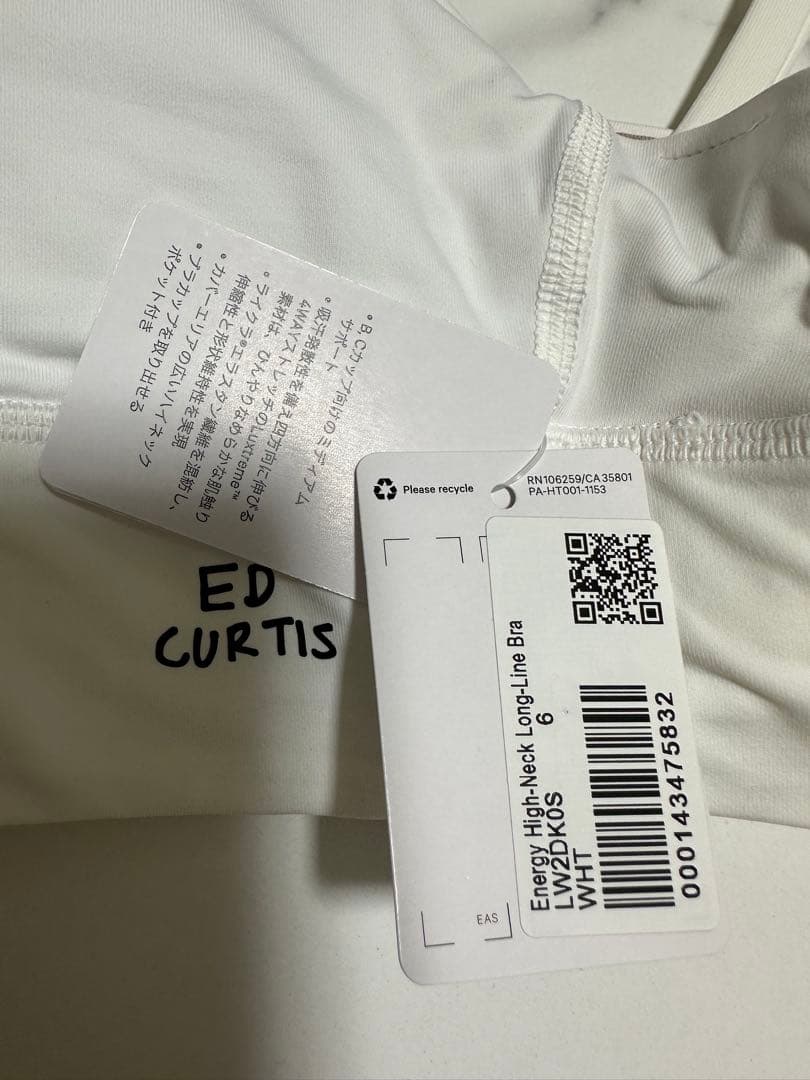 • B,Cカップ向けのミディアム
サポート
• 吸汗発散性を備え四方向に伸びる
4WAYストレッチのLuxtreme™
素材は、ひんやりなめらかな肌触り
• ライクラ®エラスタン繊維を混紡し、
伸縮性と形状維持性を実現
• カバーエリアの広いハイネック
• ブラカップを取り出せる
ポケット付き
ED
CURTIS
Please recycle
RN106259/CA35801
PA-HT001-1153
Energy High-Neck Long-Line Bra
LW2DK0S 6
WHT
000143475832
EAS